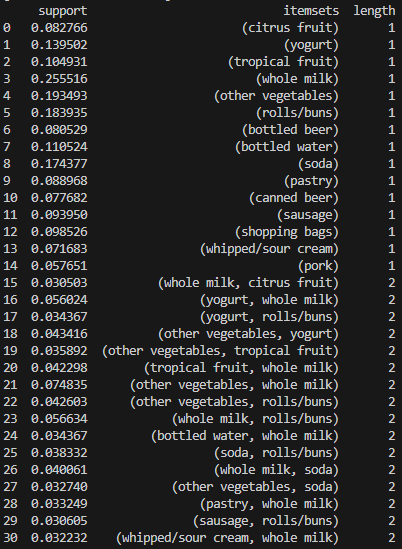 support itemsets length
0 0.082766 (citrus fruit) 1
1 0.139502 (yogurt) 1
2 0.104931 (tropical fruit) 1
3 0.255516 (whole milk) 1
4 0.193493 (other vegetables) 1
5 0.183935 (rolls/buns) 1
6 0.080529 (bottled beer) 1
7 0.110524 (bottled water) 1
8 0.174377 (soda) 1
9 0.088968 (pastry) 1
10 0.077682 (canned beer) 1
11 0.093950 (sausage) 1
12 0.098526 (shopping bags) 1
13 0.071683 (whipped/sour cream) 1
14 0.057651 (pork) 1
15 0.030503 (whole milk, citrus fruit) 2
16 0.056024 (yogurt, whole milk) 2
17 0.034367 (yogurt, rolls/buns) 2
18 0.043416 (other vegetables, yogurt) 2
19 0.035892 (other vegetables, tropical fruit) 2
20 0.042298 (tropical fruit, whole milk) 2
21 0.074835 (other vegetables, whole milk) 2
22 0.042603 (other vegetables, rolls/buns) 2
23 0.056634 (whole milk, rolls/buns) 2
24 0.034367 (bottled water, whole milk) 2
25 0.038332 (soda, rolls/buns) 2
26 0.040061 (whole milk, soda) 2
27 0.032740 (other vegetables, soda) 2
28 0.033249 (pastry, whole milk) 2
29 0.030605 (sausage, rolls/buns) 2
30 0.032232 (whipped/sour cream, whole milk) 2